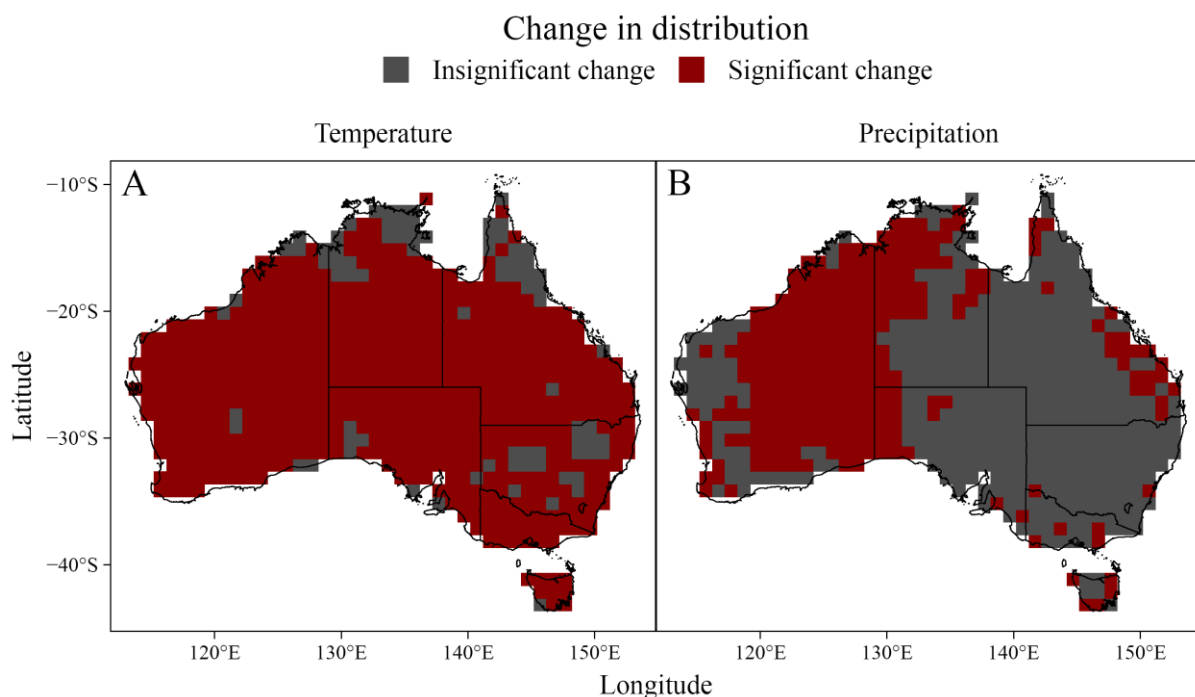 Change in distribution
Insignificant change Significant change
Temperature Precipitation
A B
−10°S
−20°S
−30°S
−40°S
Latitude
120°E 130°E 140°E 150°E 120°E 130°E 140°E 150°E
Longitude